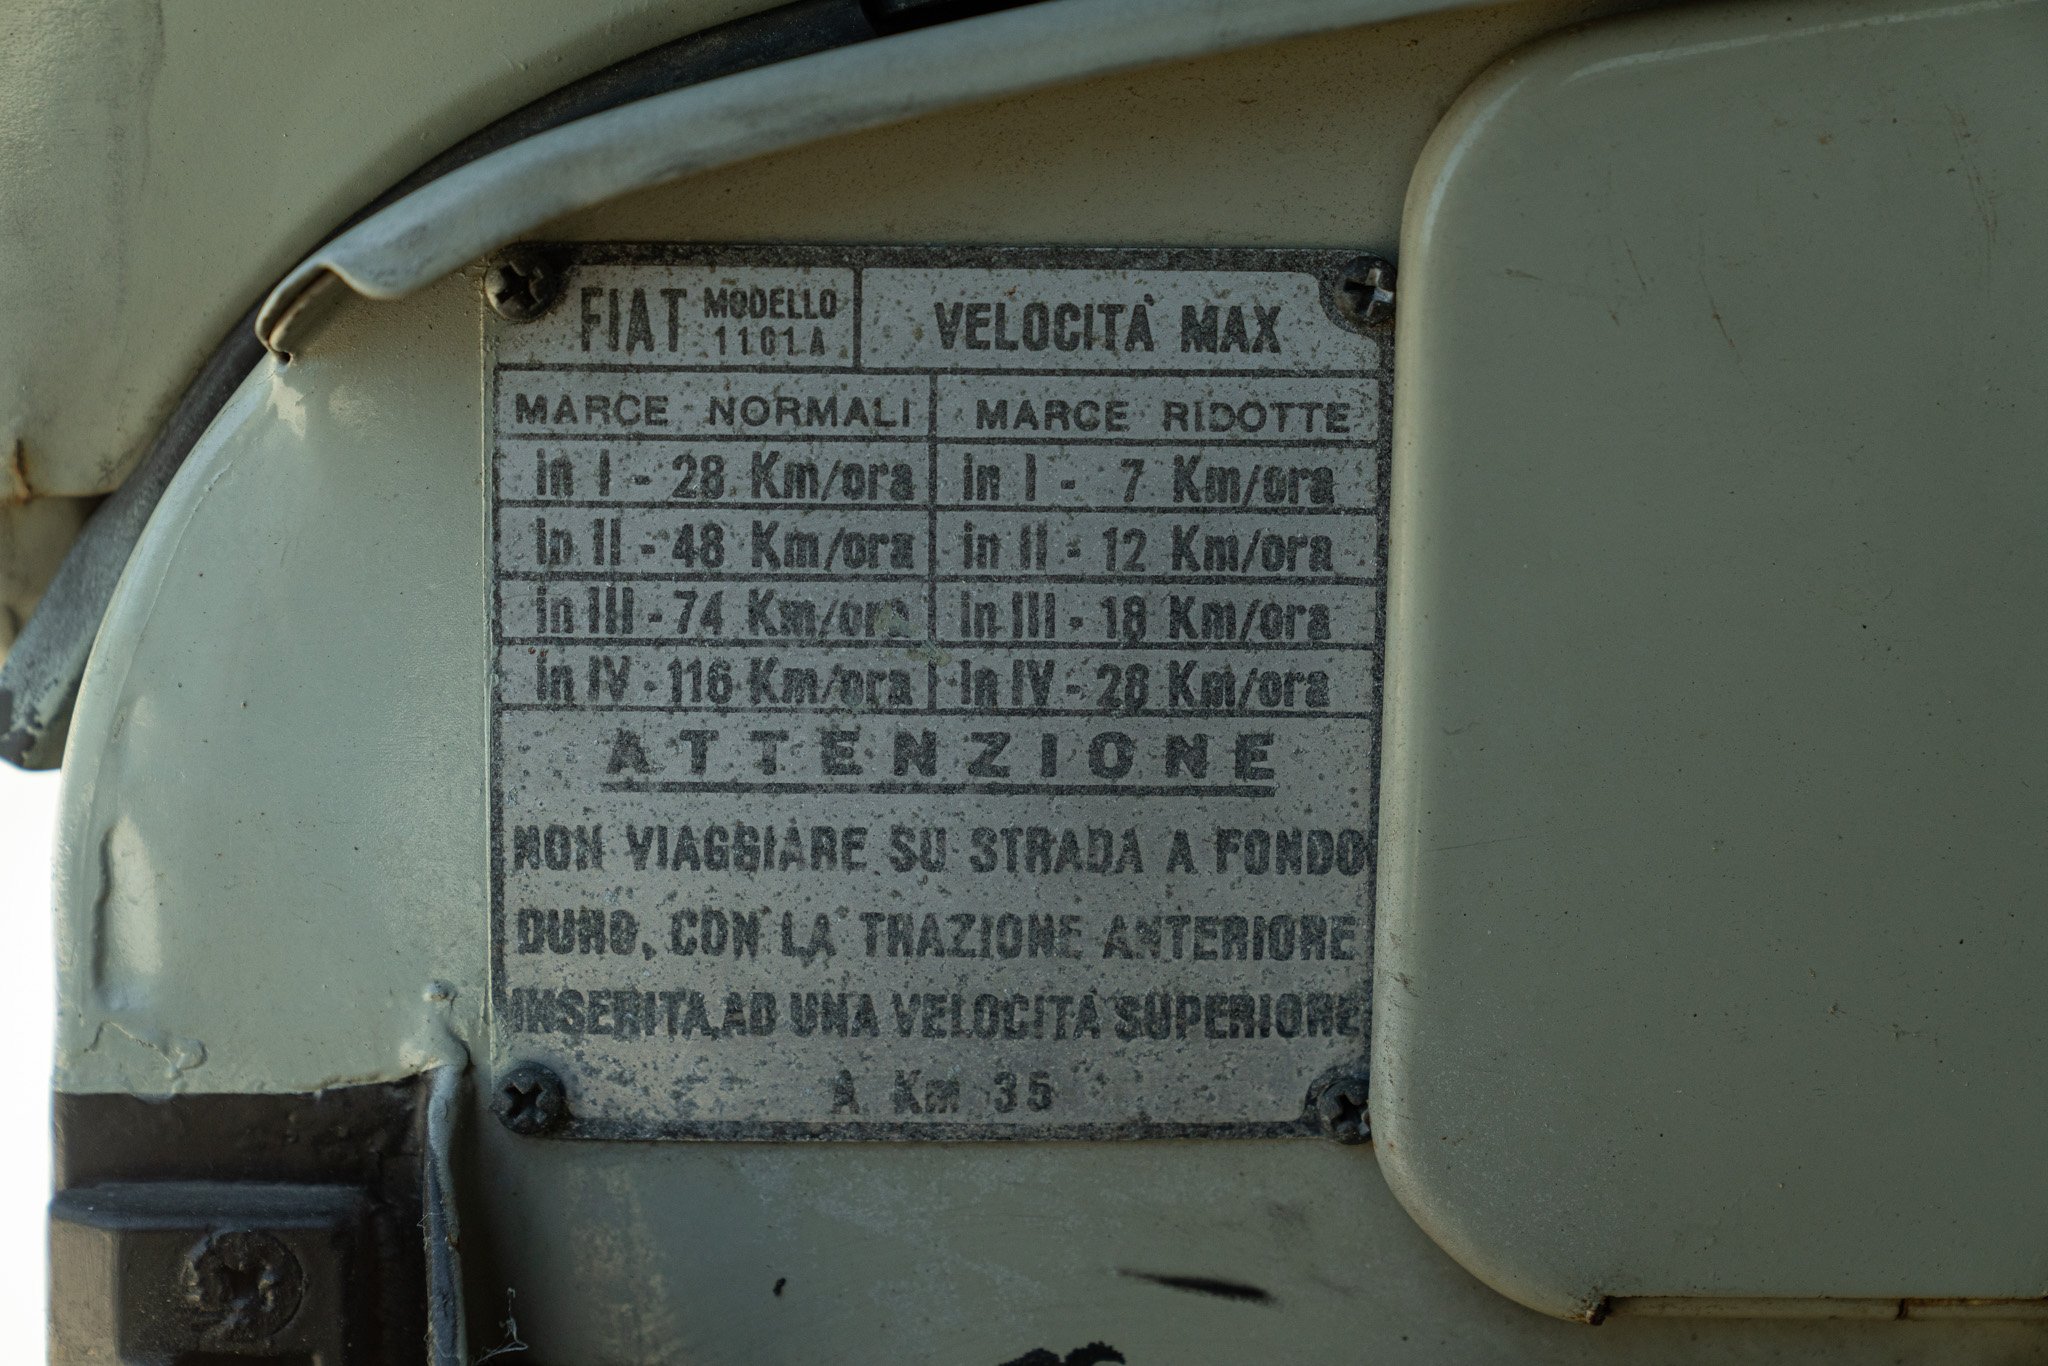 FIAT MODELLO 1101A VELOCITÀ MAX
MARCE NORMALI MARCE RIDOTTE
in I - 28 Km/ora in I - 7 Km/ora
in II - 48 Km/ora in II - 12 Km/ora
in III - 74 Km/ora in III - 18 Km/ora
in IV - 116 Km/ora in IV - 28 Km/ora
ATTENZIONE
NON VIAGGIARE SU STRADA A FONDO
DURO, CON LA TRAZIONE ANTERIORE
INSERITA, AD UNA VELOCITÀ SUPERIORE
A Km 35